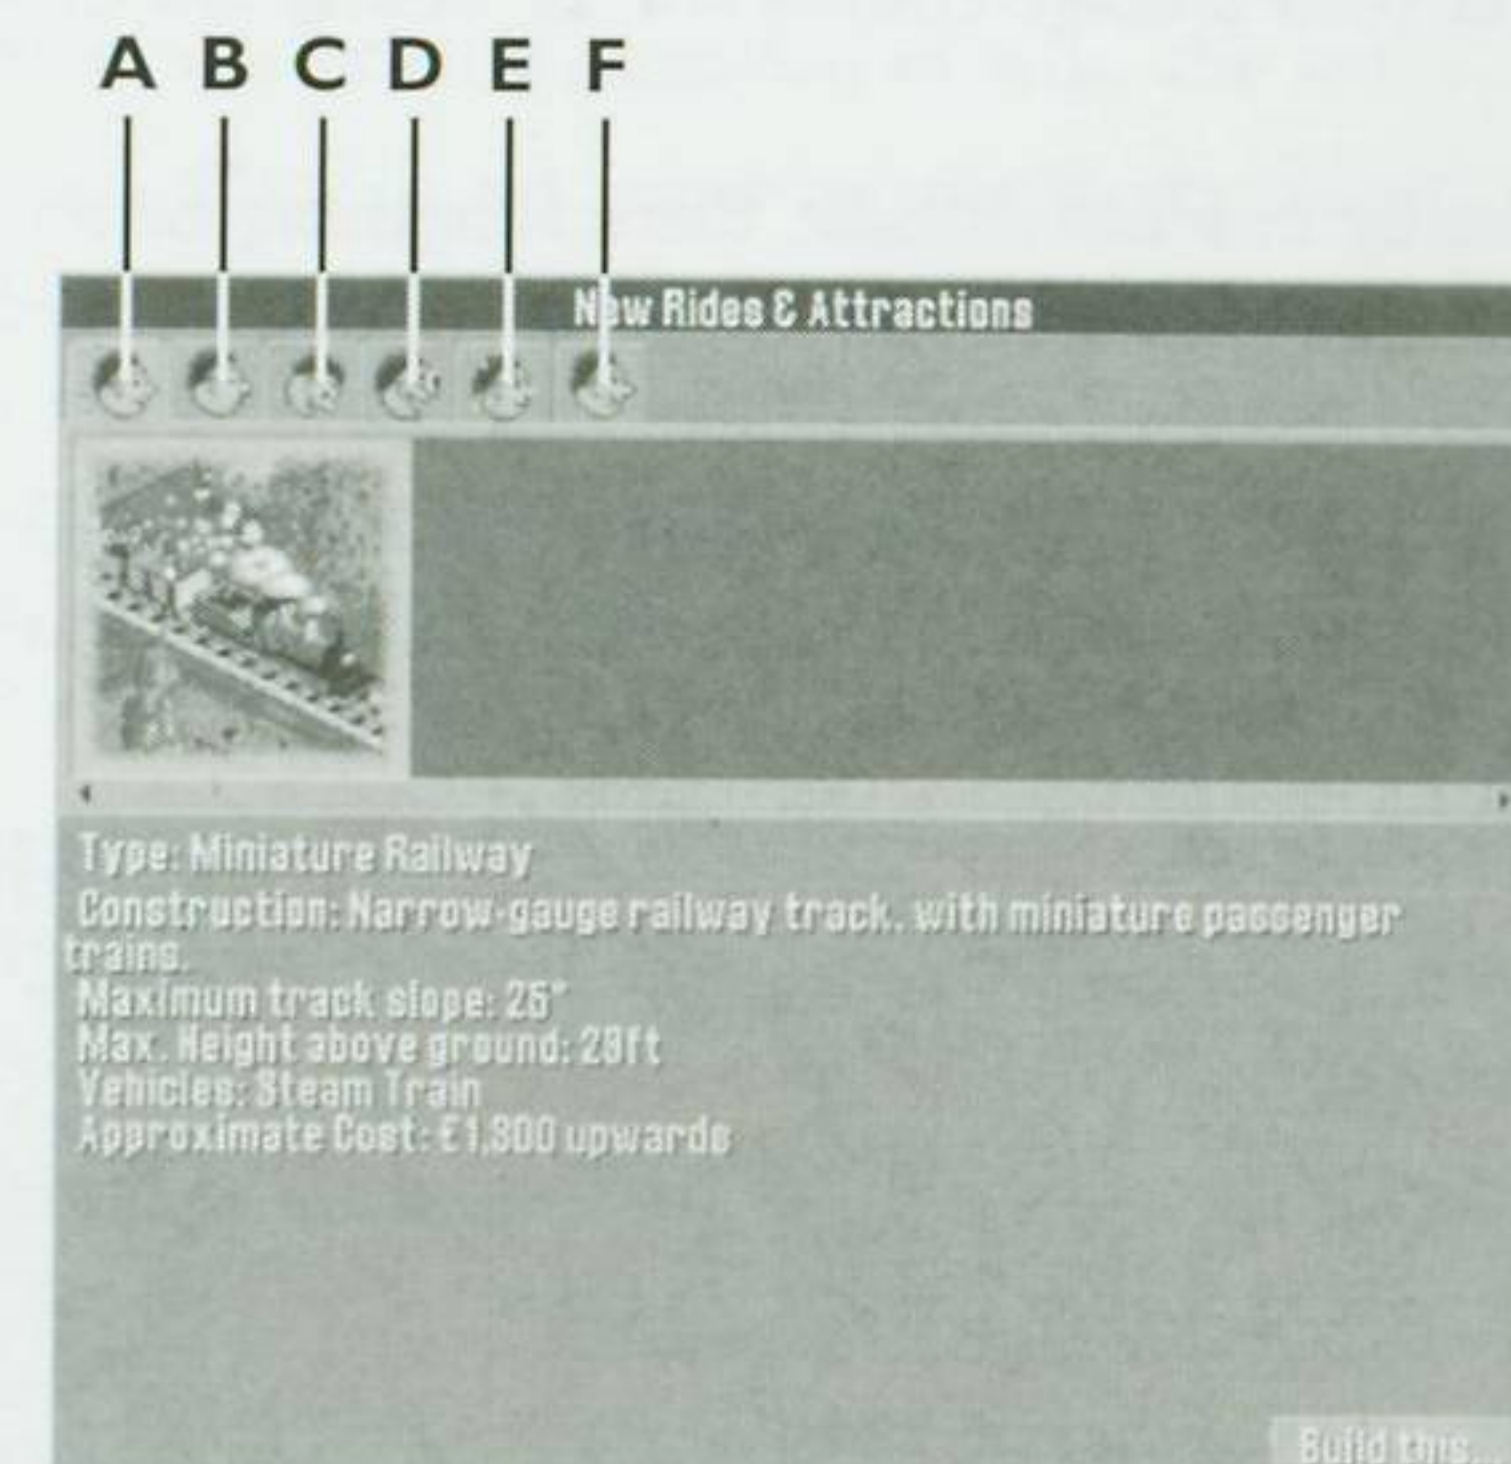 A B C D E F
New Rides & Attractions
Type: Miniature Railway
Construction: Narrow-gauge railway track, with miniature passenger
trains.
Maximum track slope: 25°
Max. Height above ground: 28ft
Vehicles: Steam Train
Approximate Cost: £1,800 upwards
Build this...